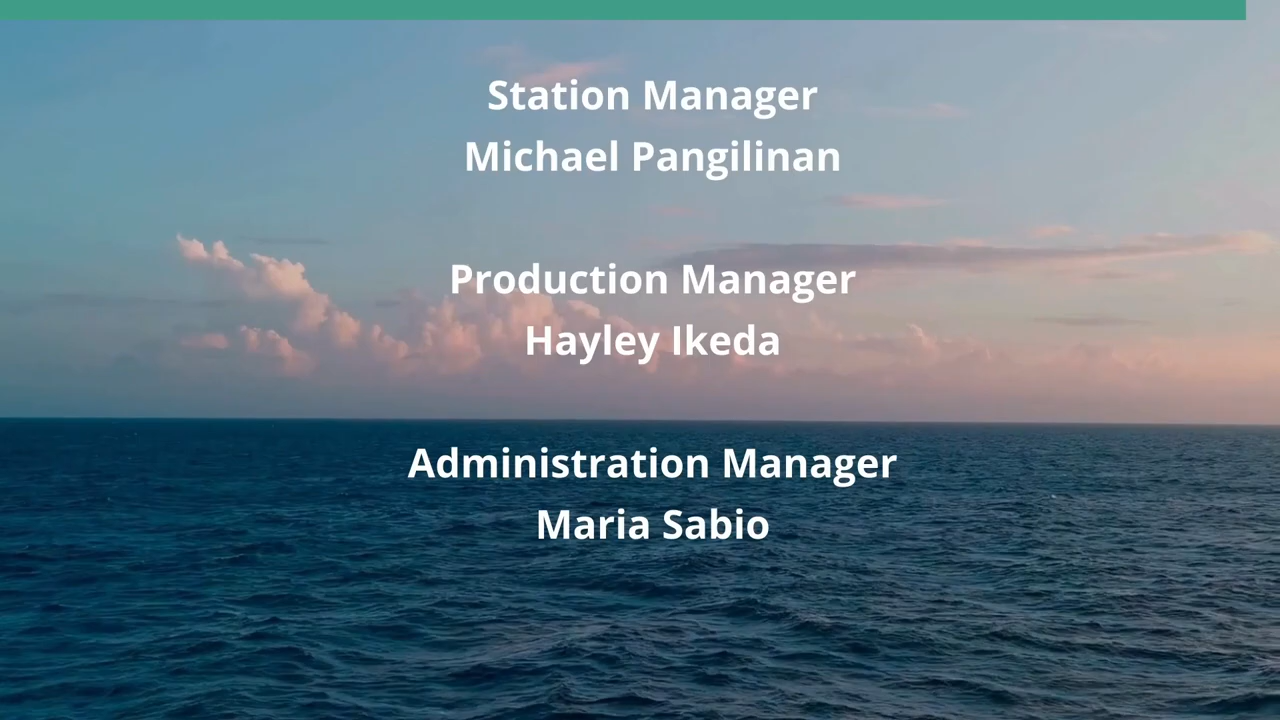 Station Manager
Michael Pangilinan
Production Manager
Hayley Ikeda
Administration Manager
Maria Sabio